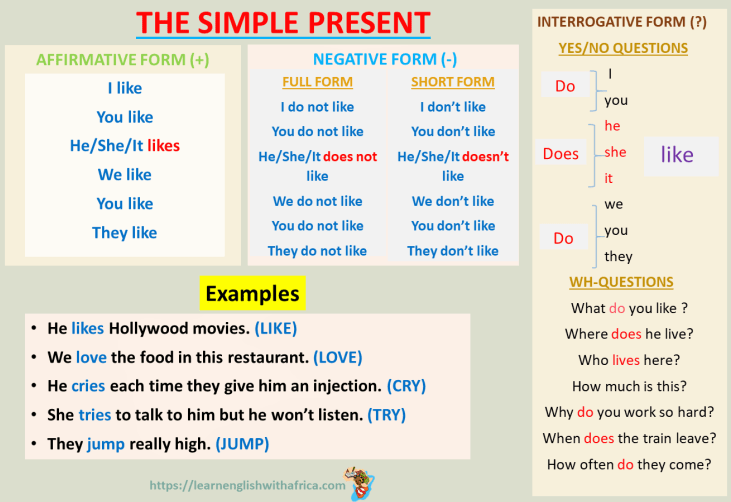 THE SIMPLE PRESENT
AFFIRMATIVE FORM (+)
I like
You like
He/She/It likes
We like
You like
They like
NEGATIVE FORM (-)
FULL FORM
I do not like
You do not like
He/She/It does not
like
We do not like
You do not like
They do not like
SHORT FORM
I don’t like
You don’t like
He/She/It doesn’t
like
We don’t like
You don’t like
They don’t like
Examples
• He likes Hollywood movies. (LIKE)
• We love the food in this restaurant. (LOVE)
• He cries each time they give him an injection. (CRY)
• She tries to talk to him but he won’t listen. (TRY)
• They jump really high. (JUMP)
https://learnenglishwithafrica.com
INTERROGATIVE FORM (?)
YES/NO QUESTIONS
Do
I
you
Does
he
she
it
like
Do
we
you
they
WH-QUESTIONS
What do you like ?
Where does he live?
Who lives here?
How much is this?
Why do you work so hard?
When does the train leave?
How often do they come?